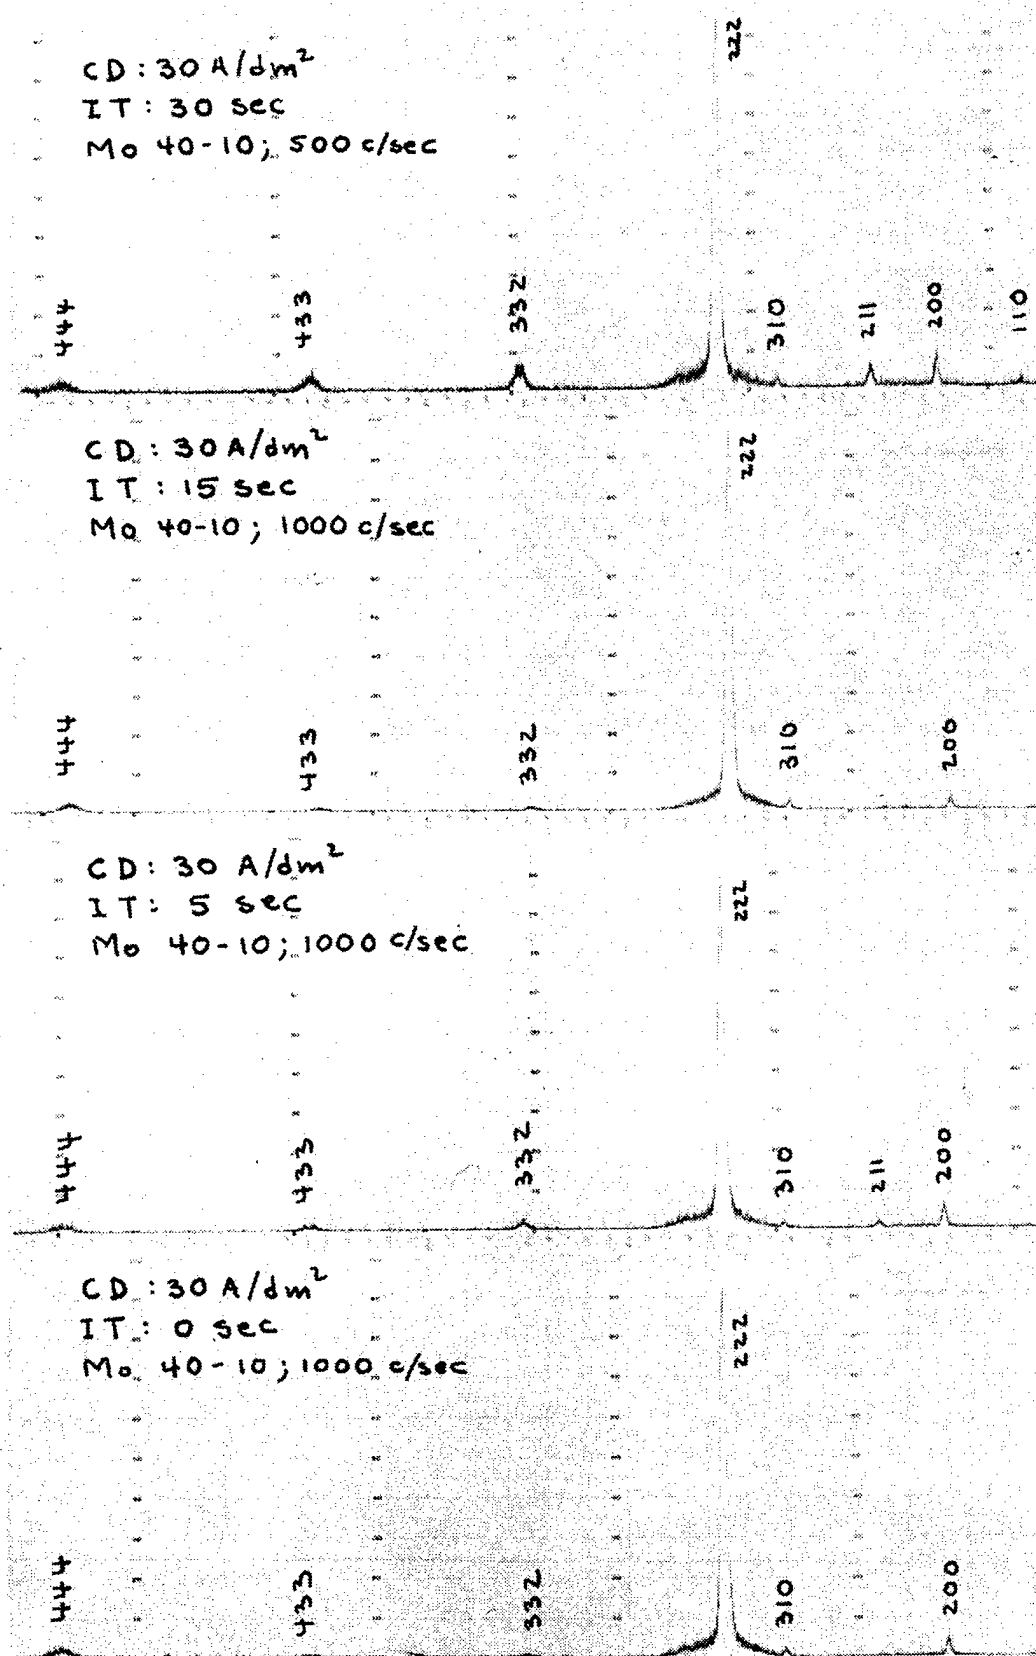 222
CD: 30 A/dm²
IT: 30 sec
Mo 40-10; 500 c/sec
444 433 332 310 211 200 110
CD: 30 A/dm²
IT: 15 sec
Mo 40-10; 1000 c/sec
222
444 433 332 310 200
CD: 30 A/dm²
IT: 5 sec
Mo 40-10; 1000 c/sec
222
444 433 332 310 211 200
CD: 30 A/dm²
IT: 0 sec
Mo 40-10; 1000 c/sec
222
444 433 332 310 200